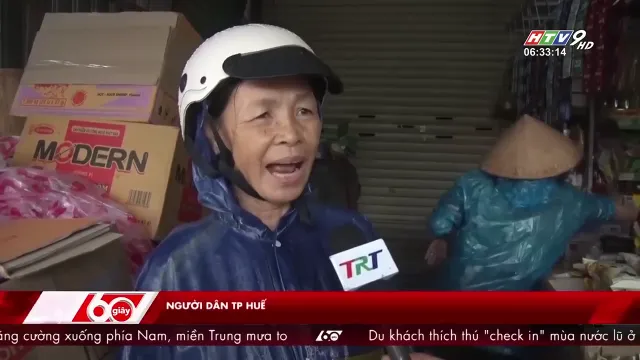 HTV9 HD
06:33:14
MODERN
TRT
60 giây
NGƯỜI DÂN TP HUẾ
ăng cường xuống phía Nam, miền Trung mưa to
60
Du khách thích thú "check in" mùa nước lũ ở